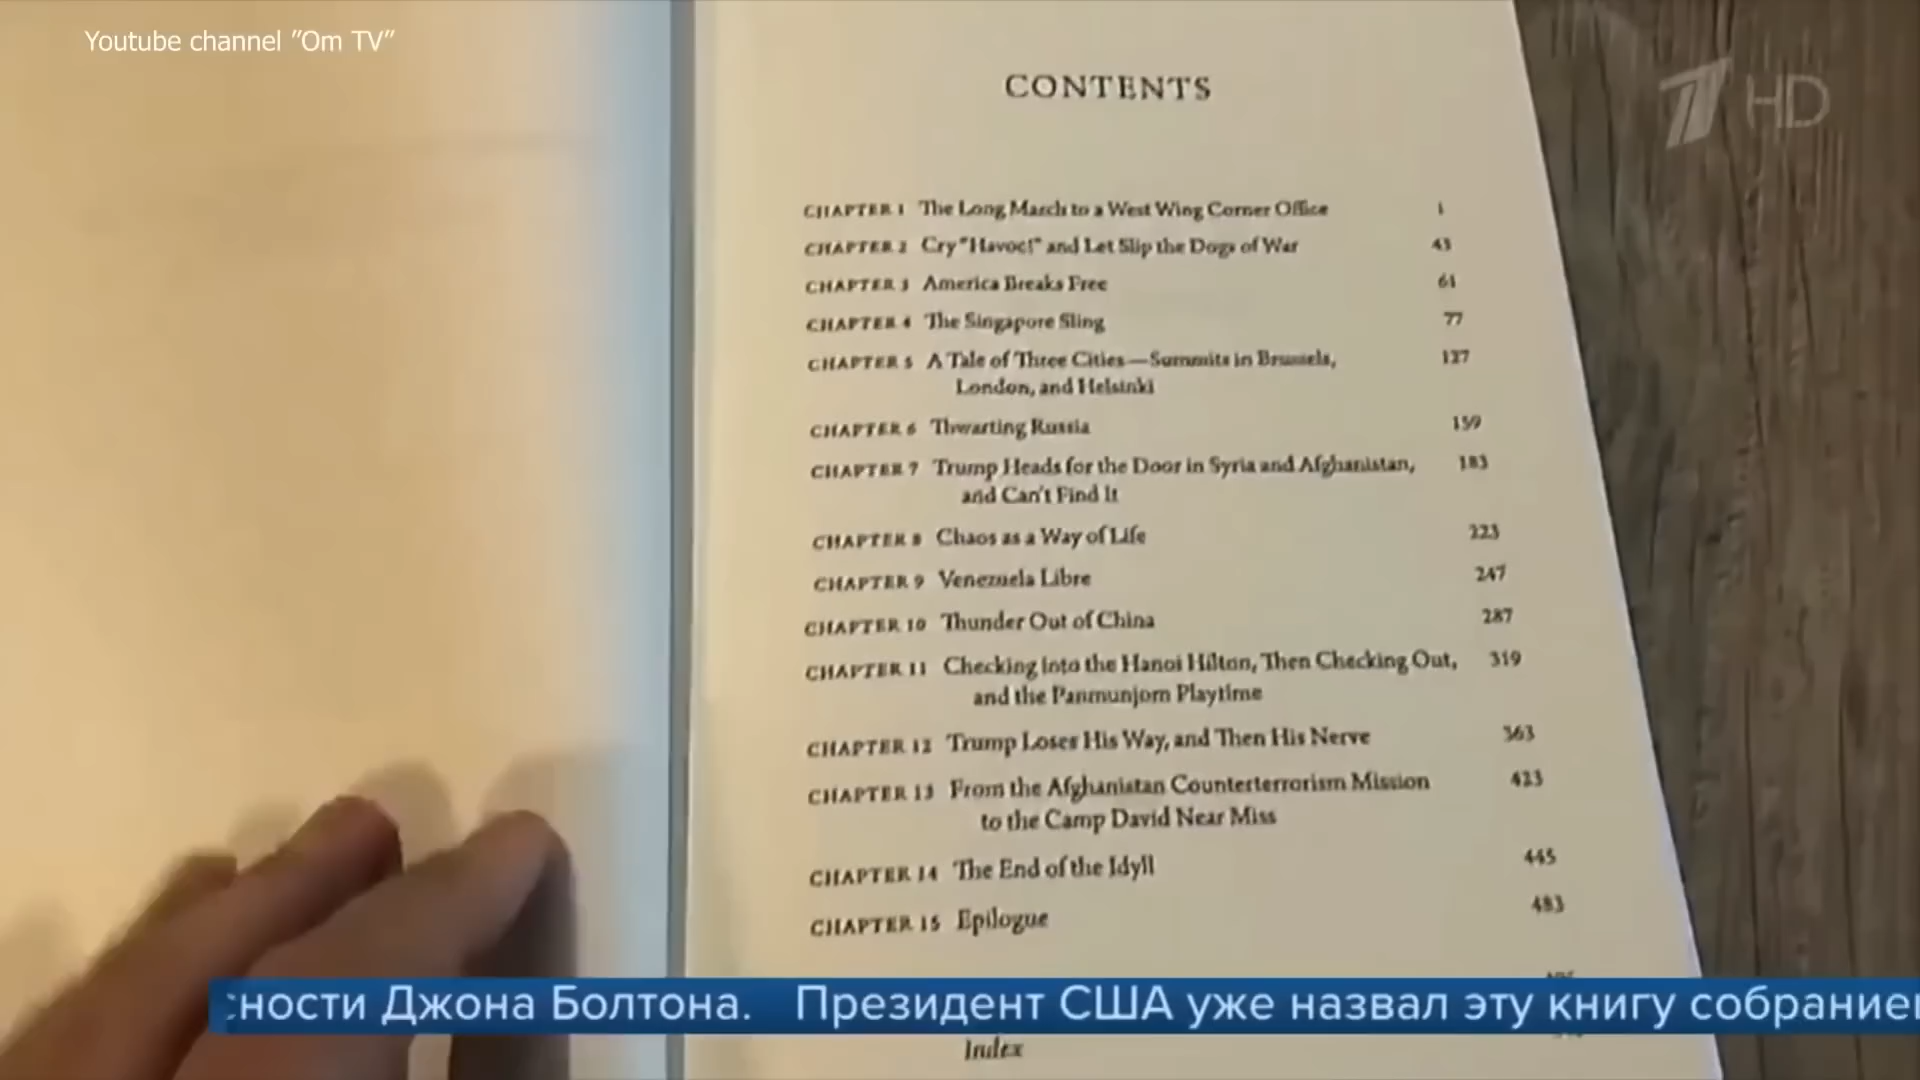 Youtube channel "Om TV"
1 HD
CONTENTS
CHAPTER 1 The Long March to a West Wing Corner Office 1
CHAPTER 2 Cry "Havoc!" and Let Slip the Dogs of War 43
CHAPTER 3 America Breaks Free 61
CHAPTER 4 The Singapore Sling 77
CHAPTER 5 A Tale of Three Cities—Summits in Brussels, 127
London, and Helsinki
CHAPTER 6 Thwarting Russia 159
CHAPTER 7 Trump Heads for the Door in Syria and Afghanistan, 183
and Can't Find It
CHAPTER 8 Chaos as a Way of Life 223
CHAPTER 9 Venezuela Libre 247
CHAPTER 10 Thunder Out of China 287
CHAPTER 11 Checking into the Hanoi Hilton, Then Checking Out, 319
and the Panmunjom Playtime
CHAPTER 12 Trump Loses His Way, and Then His Nerve 363
CHAPTER 13 From the Afghanistan Counterterrorism Mission 423
to the Camp David Near Miss
CHAPTER 14 The End of the Idyll 445
CHAPTER 15 Epilogue 483
сности Джона Болтона. Президент США уже назвал эту книгу собрание
Index